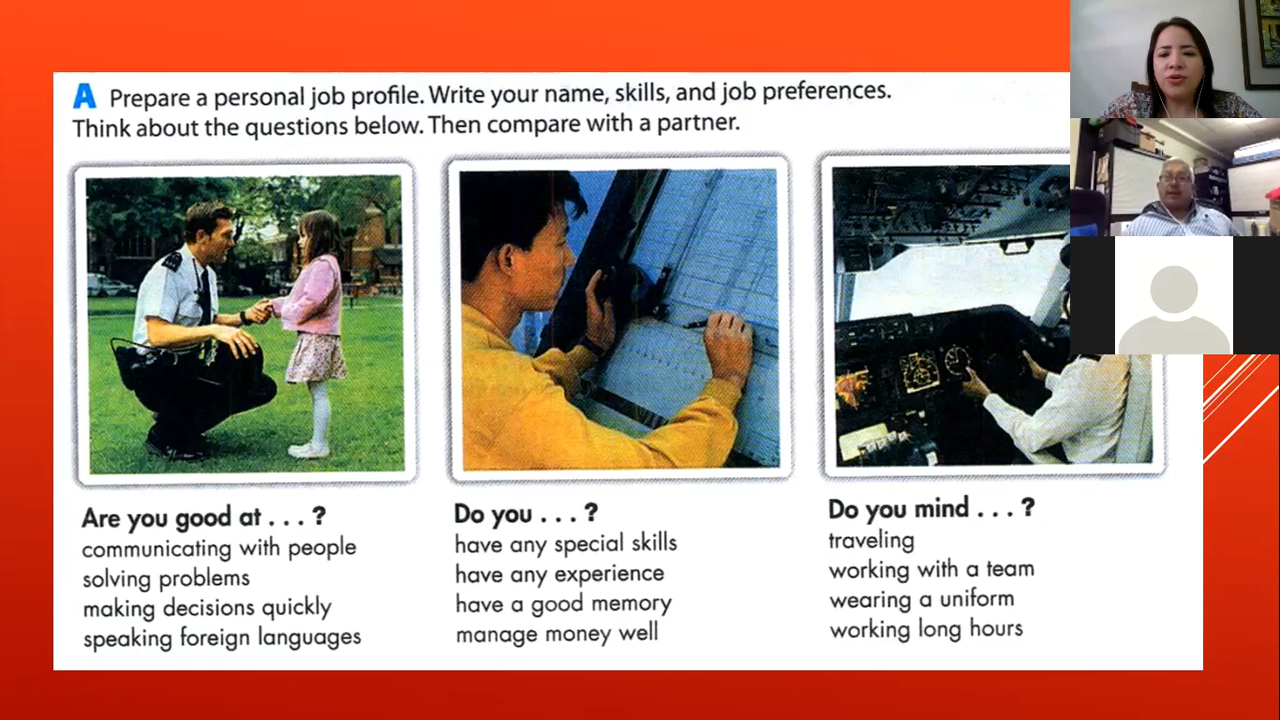 A Prepare a personal job profile. Write your name, skills, and job preferences.
Think about the questions below. Then compare with a partner.
Are you good at . . . ?
communicating with people
solving problems
making decisions quickly
speaking foreign languages
Do you . . . ?
have any special skills
have any experience
have a good memory
manage money well
Do you mind . . . ?
traveling
working with a team
wearing a uniform
working long hours